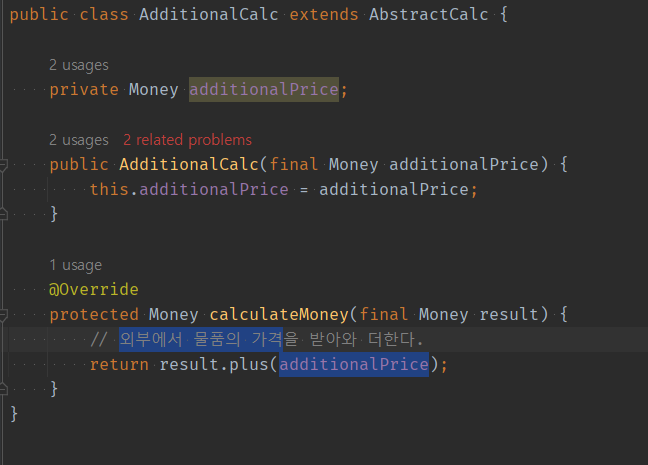 public class AdditionalCalc extends AbstractCalc {
2 usages
private Money additionalPrice;
2 usages 2 related problems
public AdditionalCalc(final Money additionalPrice) {
this.additionalPrice = additionalPrice;
}
1 usage
@Override
protected Money calculateMoney(final Money result) {
// 외부에서 물품의 가격을 받아와 더한다.
return result.plus(additionalPrice);
}
}